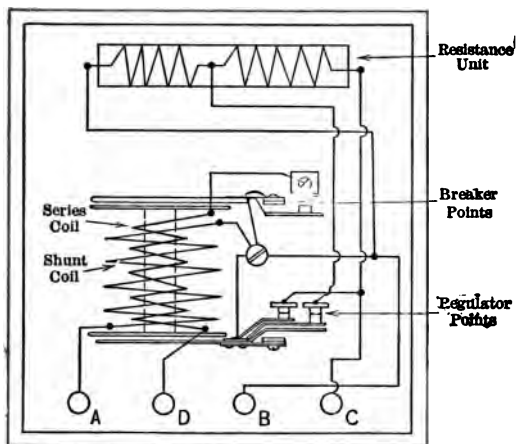 Resistance
Unit
Breaker
Points
Series
Coil
Shunt
Coil
Regulator
Points
A
D
B
C